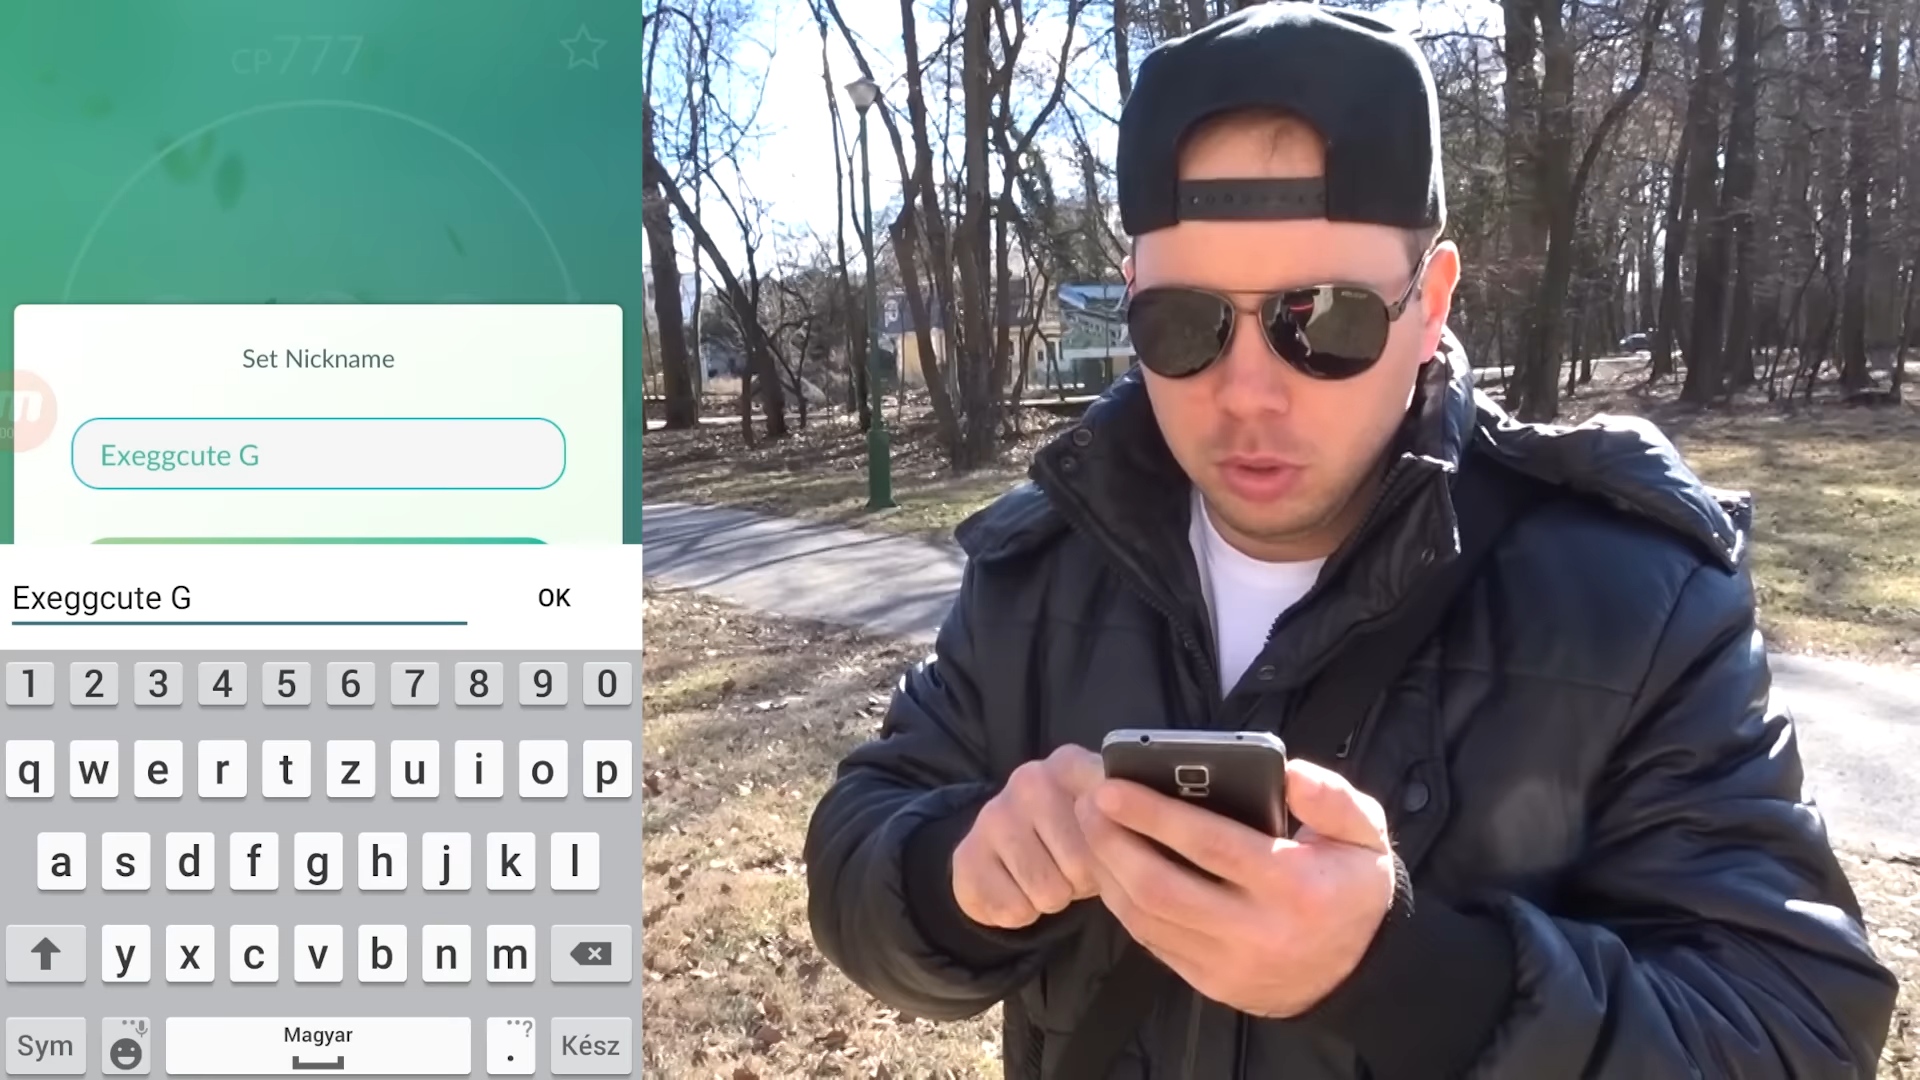 CP777
Set Nickname
Exeggcute G
Exeggcute G
OK
1 2 3 4 5 6 7 8 9 0
q w e r t z u i o p
a s d f g h j k l
y x c v b n m
Sym
Magyar
. ?
Kész